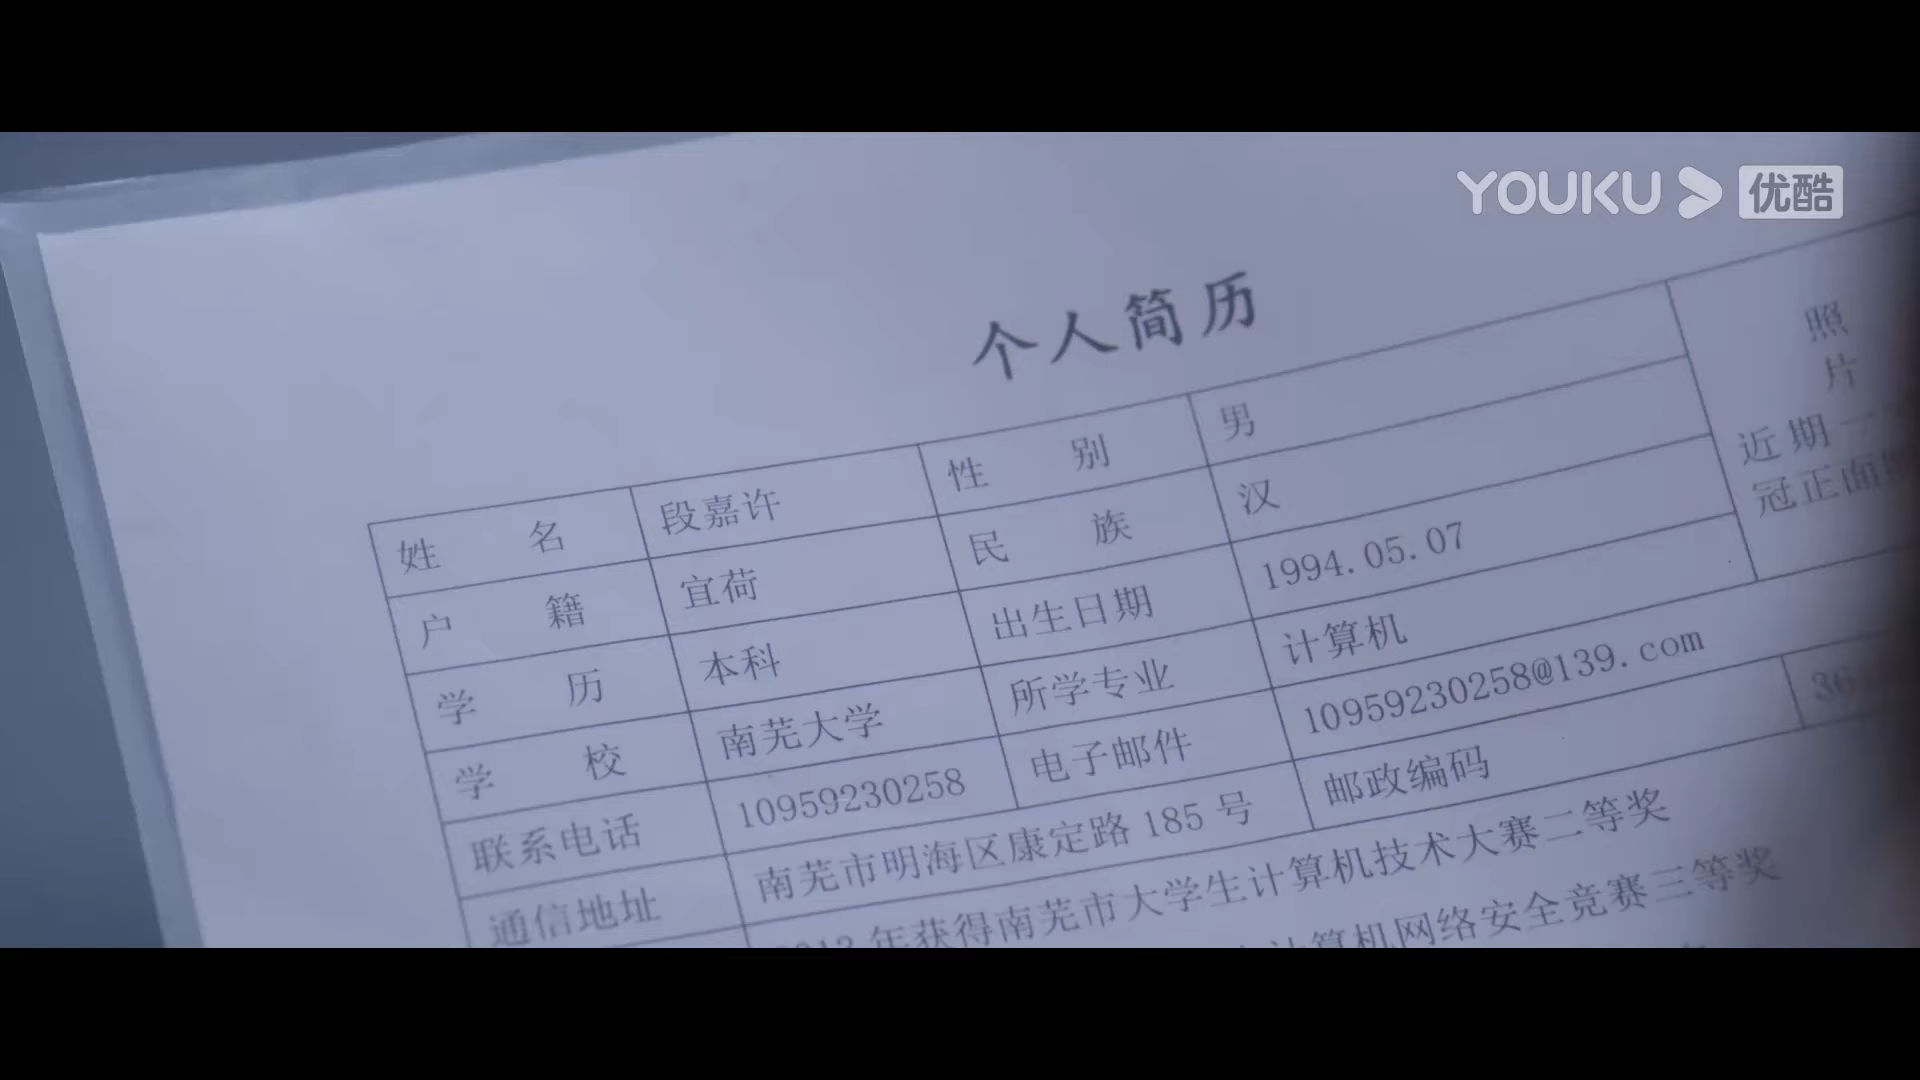 YOUKU 优酷
个人简历
姓名 段嘉许 性别 男 照片
户籍 宜荷 民族 汉 近期一
学历 本科 出生日期 1994.05.07 冠正面
学校 南芜大学 所学专业 计算机
联系电话 10959230258 电子邮件 10959230258@139.com
通信地址 南芜市明海区康定路 185 号 邮政编码 36
年获得南芜市大学生计算机技术大赛二等奖
计算机网络安全竞赛三等奖